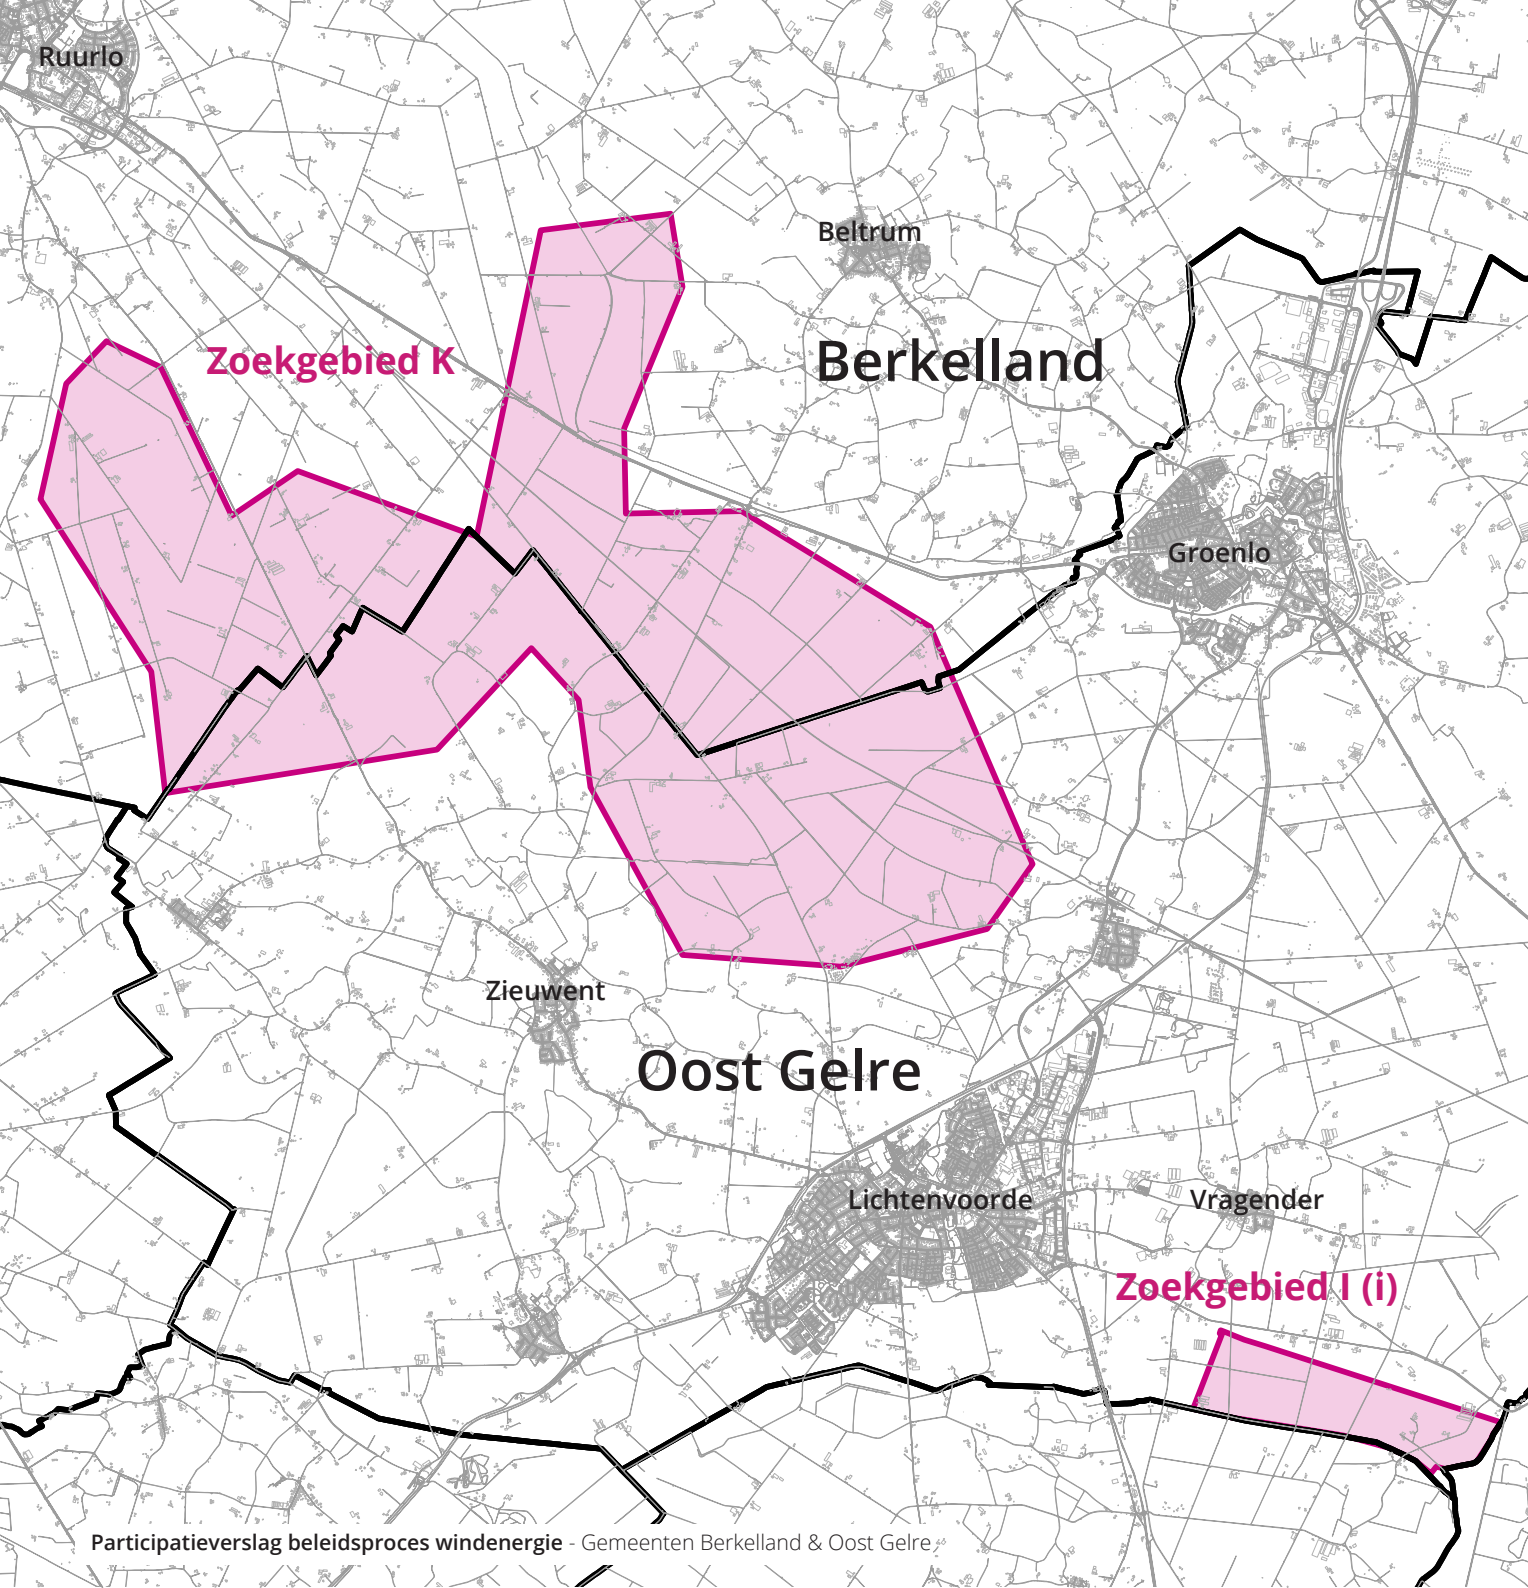 Ruurlo
Beltrum
Zoekgebied K
Berkelland
Groenlo
Zieuwent
Oost Gelre
Lichtenvoorde
Vragender
Zoekgebied I (i)
Participatieverslag beleidsproces windenergie - Gemeenten Berkelland & Oost Gelre